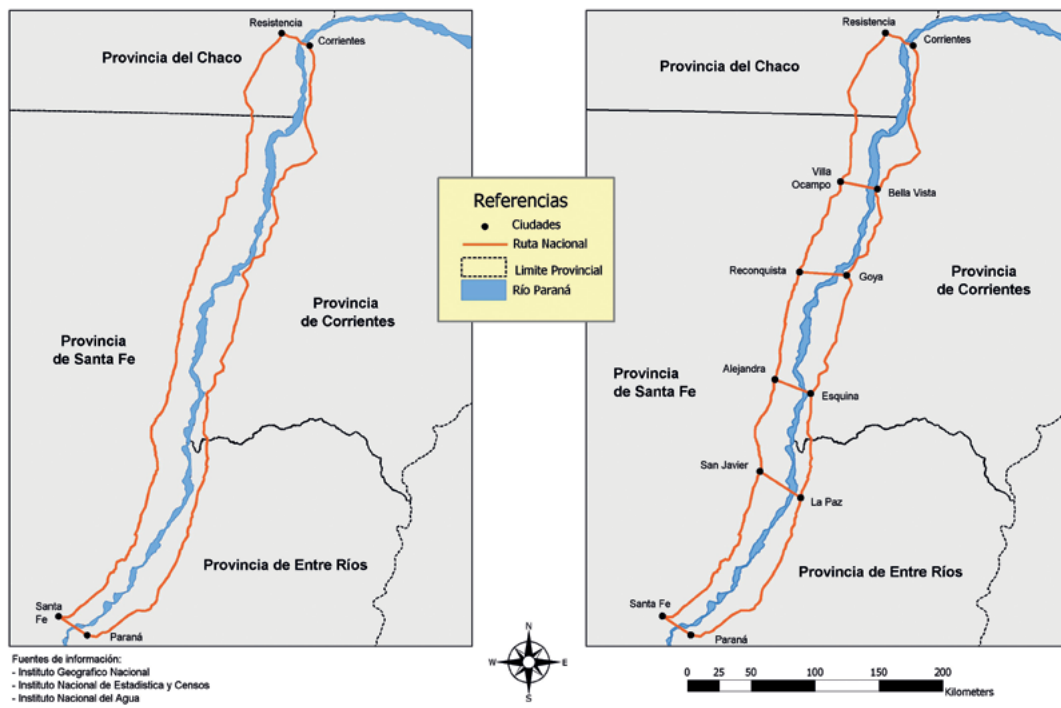 Resistencia
Corrientes
Provincia del Chaco
Provincia
de Corrientes
Provincia
de Santa Fe
Provincia de Entre Ríos
Santa
Fe
Paraná
Referencias
Ciudades
Ruta Nacional
Limite Provincial
Río Paraná
Resistencia
Corrientes
Provincia del Chaco
Villa
Ocampo
Bella Vista
Reconquista
Goya
Provincia
de Corrientes
Alejandra
Esquina
Provincia
de Santa Fe
San Javier
La Paz
Provincia de Entre Ríos
Santa Fe
Paraná
Fuentes de información:
- Instituto Geografico Nacional
- Instituto Nacional de Estadistica y Censos
- Instituto Nacional del Agua
N
W E
S
0 25 50 100 150 200
Kilometers